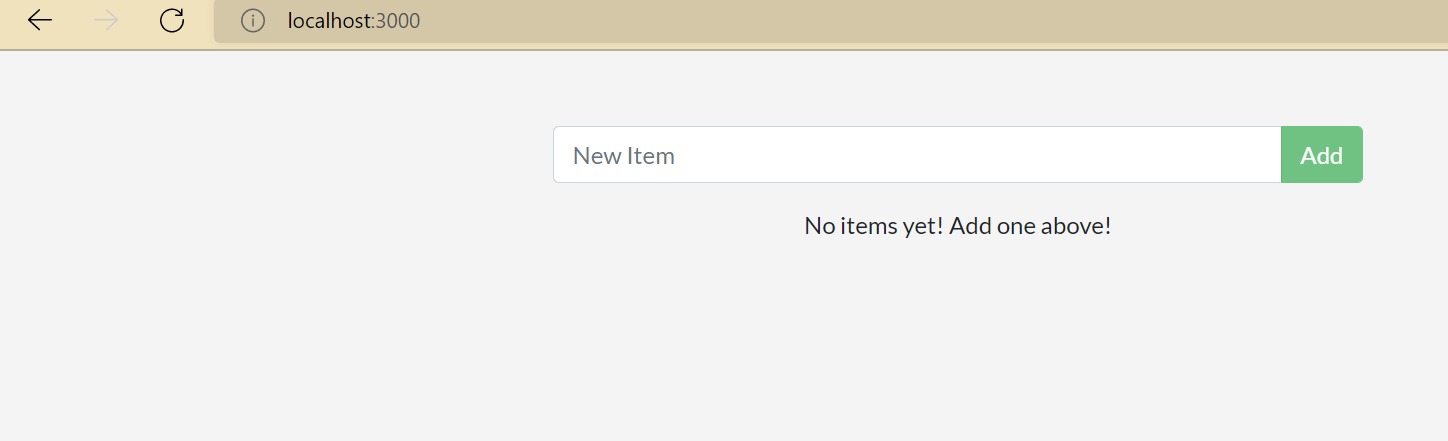 localhost:3000
New Item Add
No items yet! Add one above!